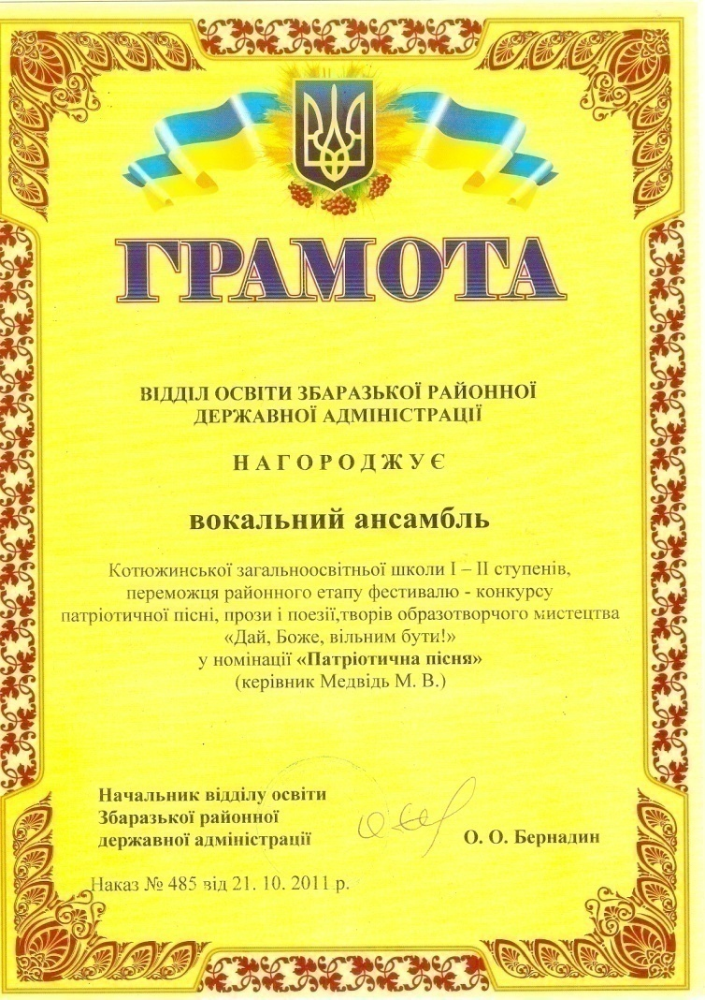 ГРАМОТА
ВІДДІЛ ОСВІТИ ЗБАРАЗЬКОЇ РАЙОННОЇ
ДЕРЖАВНОЇ АДМІНІСТРАЦІЇ
НАГОРОДЖУЄ
вокальний ансамбль
Котюжинської загальноосвітньої школи І – ІІ ступенів,
переможця районного етапу фестивалю - конкурсу
патріотичної пісні, прози і поезії,творів образотворчого мистецтва
«Дай, Боже, вільним бути!»
у номінації «Патріотична пісня»
(керівник Медвідь М. В.)
Начальник відділу освіти
Збаразької районної
державної адміністрації
О. О. Бернадин
Наказ № 485 від 21. 10. 2011 р.